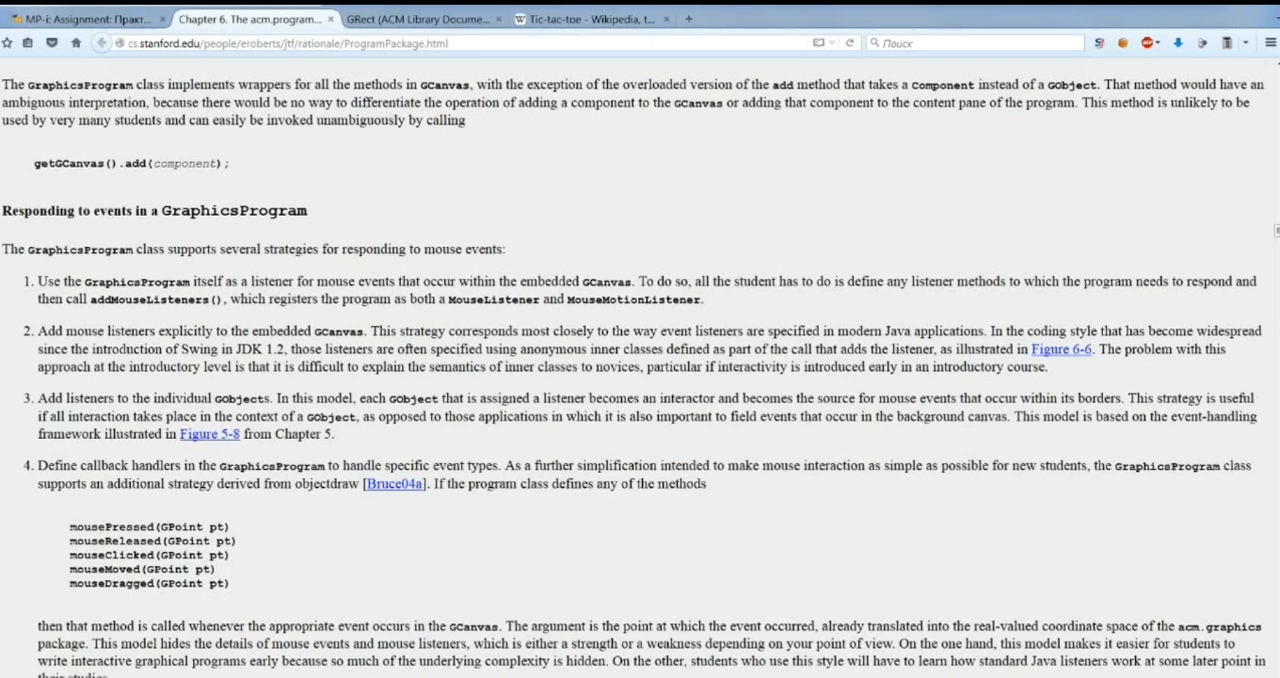 MP-i: Assignment: Практ...
Chapter 6. The acm.program...
GRect (ACM Library Docume...
Tic-tac-toe - Wikipedia, t...
cs.stanford.edu/people/eroberts/jtf/rationale/ProgramPackage.html
Поиск
The GraphicsProgram class implements wrappers for all the methods in GCanvas, with the exception of the overloaded version of the add method that takes a Component instead of a GObject. That method would have an
ambiguous interpretation, because there would be no way to differentiate the operation of adding a component to the GCanvas or adding that component to the content pane of the program. This method is unlikely to be
used by very many students and can easily be invoked unambiguously by calling
getGCanvas().add(component);
Responding to events in a GraphicsProgram
The GraphicsProgram class supports several strategies for responding to mouse events:
1. Use the GraphicsProgram itself as a listener for mouse events that occur within the embedded GCanvas. To do so, all the student has to do is define any listener methods to which the program needs to respond and
then call addMouseListeners(), which registers the program as both a MouseListener and MouseMotionListener.
2. Add mouse listeners explicitly to the embedded GCanvas. This strategy corresponds most closely to the way event listeners are specified in modern Java applications. In the coding style that has become widespread
since the introduction of Swing in JDK 1.2, those listeners are often specified using anonymous inner classes defined as part of the call that adds the listener, as illustrated in Figure 6-6. The problem with this
approach at the introductory level is that it is difficult to explain the semantics of inner classes to novices, particular if interactivity is introduced early in an introductory course.
3. Add listeners to the individual GObjects. In this model, each GObject that is assigned a listener becomes an interactor and becomes the source for mouse events that occur within its borders. This strategy is useful
if all interaction takes place in the context of a GObject, as opposed to those applications in which it is also important to field events that occur in the background canvas. This model is based on the event-handling
framework illustrated in Figure 5-8 from Chapter 5.
4. Define callback handlers in the GraphicsProgram to handle specific event types. As a further simplification intended to make mouse interaction as simple as possible for new students, the GraphicsProgram class
supports an additional strategy derived from objectdraw [Bruce04a]. If the program class defines any of the methods
mousePressed(GPoint pt)
mouseReleased(GPoint pt)
mouseClicked(GPoint pt)
mouseMoved(GPoint pt)
mouseDragged(GPoint pt)
then that method is called whenever the appropriate event occurs in the GCanvas. The argument is the point at which the event occurred, already translated into the real-valued coordinate space of the acm.graphics
package. This model hides the details of mouse events and mouse listeners, which is either a strength or a weakness depending on your point of view. On the one hand, this model makes it easier for students to
write interactive graphical programs early because so much of the underlying complexity is hidden. On the other, students who use this style will have to learn how standard Java listeners work at some later point in